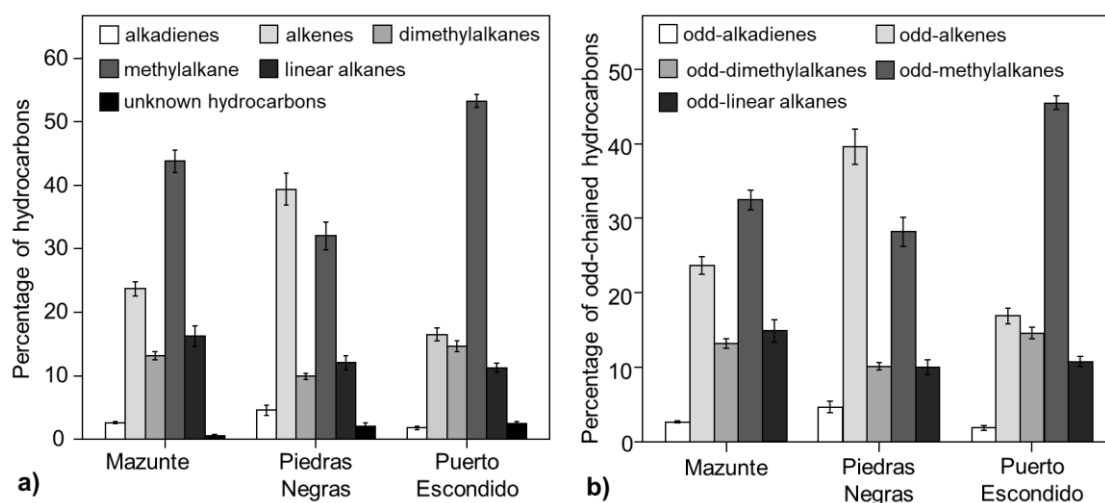 Percentage of hydrocarbons
60
50
40
30
20
10
0
alkadienes alkenes dimethylalkanes
methylalkane linear alkanes
unknown hydrocarbons
Mazunte Piedras Negras Puerto Escondido
a)
Percentage of odd-chained hydrocarbons
50
40
30
20
10
0
odd-alkadienes odd-alkenes
odd-dimethylalkanes odd-methylalkanes
odd-linear alkanes
Mazunte Piedras Negras Puerto Escondido
b)